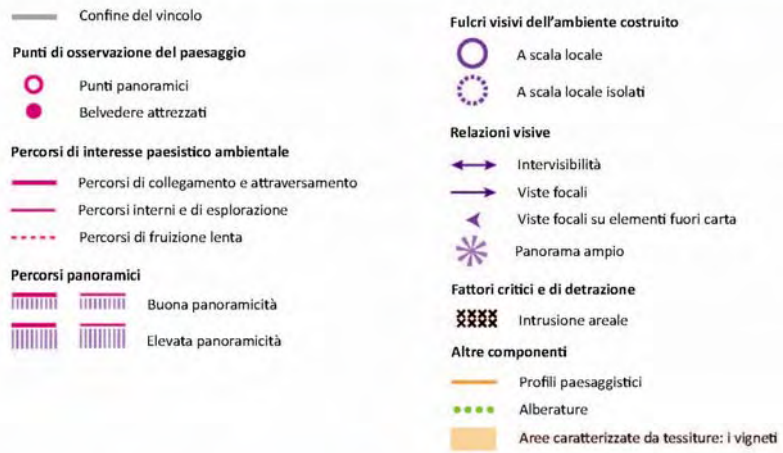 Confine del vincolo
Punti di osservazione del paesaggio
Punti panoramici
Belvedere attrezzati
Percorsi di interesse paesistico ambientale
Percorsi di collegamento e attraversamento
Percorsi interni e di esplorazione
Percorsi di fruizione lenta
Percorsi panoramici
Buona panoramicità
Elevata panoramicità
Fulcri visivi dell'ambiente costruito
A scala locale
A scala locale isolati
Relazioni visive
Intervisibilità
Viste focali
Viste focali su elementi fuori carta
Panorama ampio
Fattori critici e di detrazione
Intrusione areale
Altre componenti
Profili paesaggistici
Alberature
Aree caratterizzate da tessiture: i vigneti